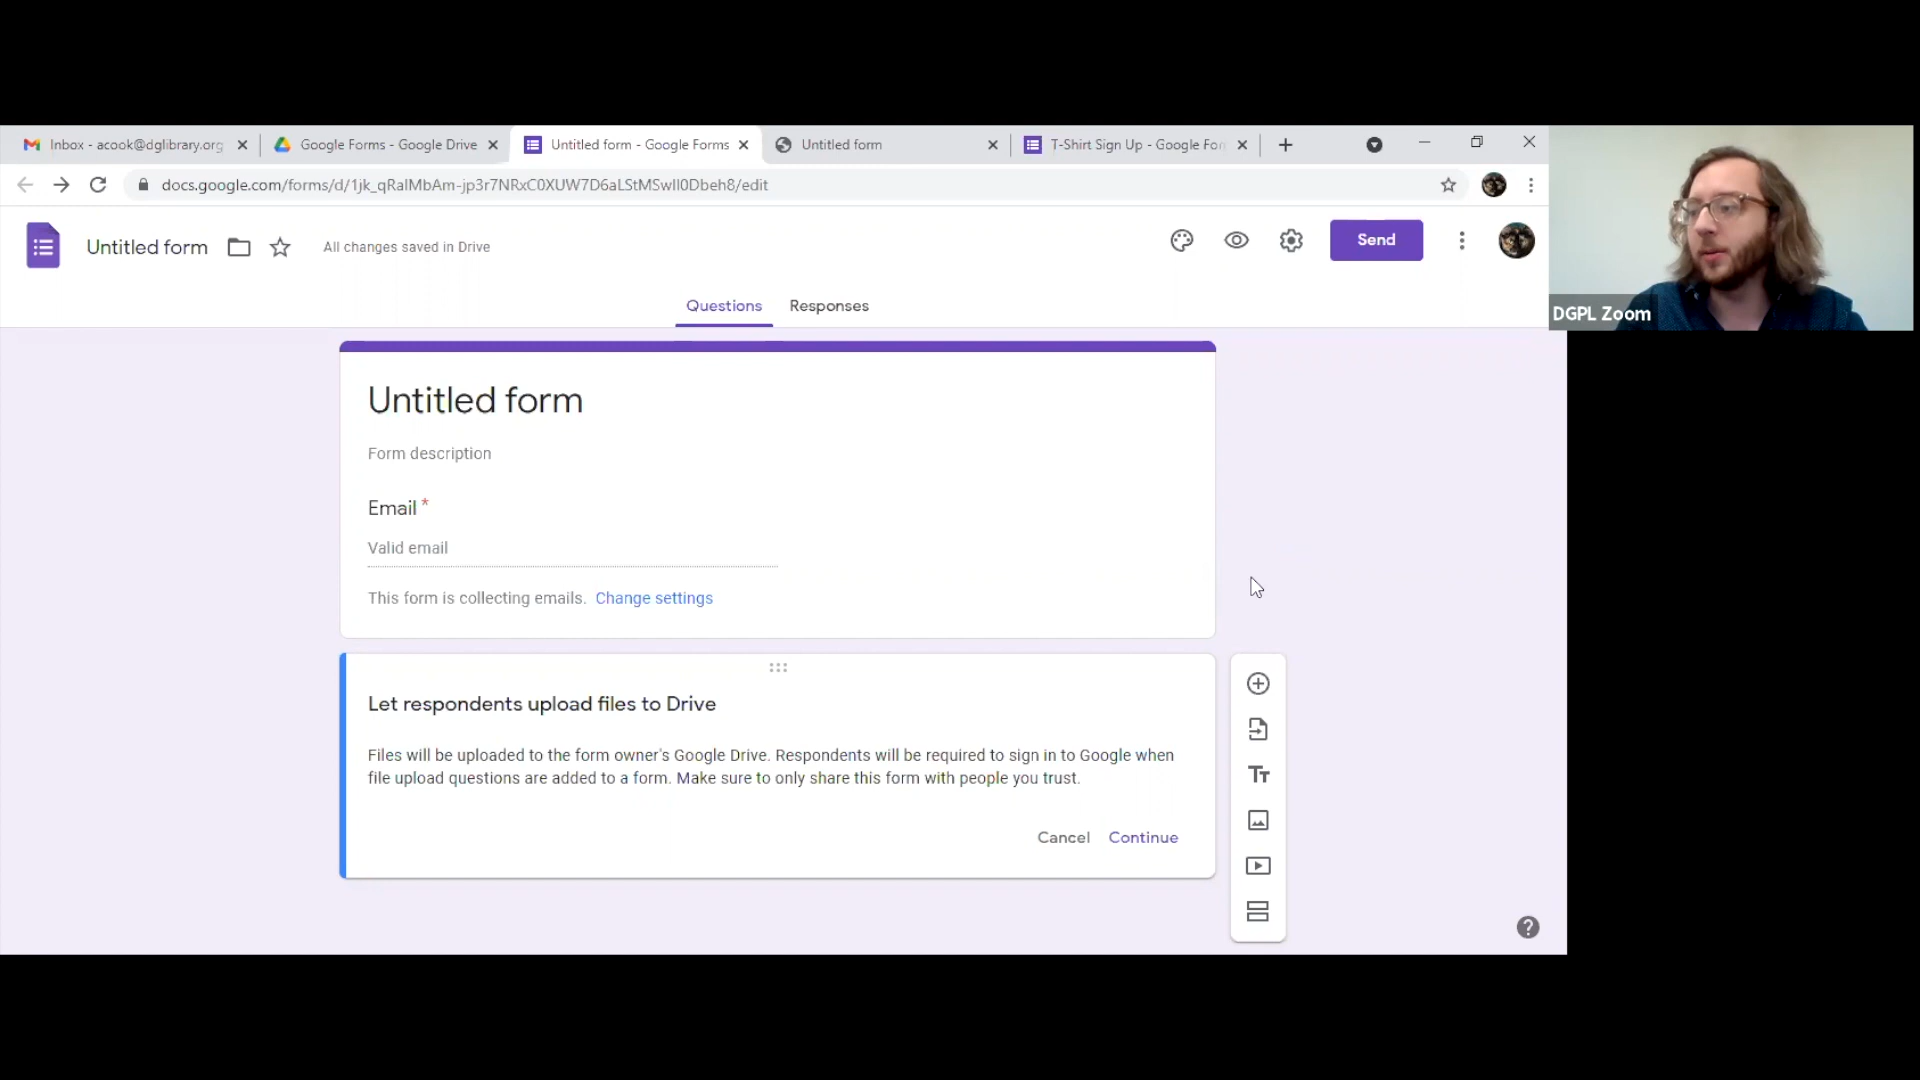 Inbox - acook@dglibrary.org
Google Forms - Google Drive
Untitled form - Google Forms
Untitled form
T-Shirt Sign Up - Google For
docs.google.com/forms/d/1jk_qRalMbAm-jp3r7NRxC0XUW7D6aLStMSwII0Dbeh8/edit
Untitled form
All changes saved in Drive
Send
DGPL Zoom
Questions
Responses
Untitled form
Form description
Email *
Valid email
This form is collecting emails. Change settings
Let respondents upload files to Drive
Files will be uploaded to the form owner's Google Drive. Respondents will be required to sign in to Google when
file upload questions are added to a form. Make sure to only share this form with people you trust.
Cancel
Continue